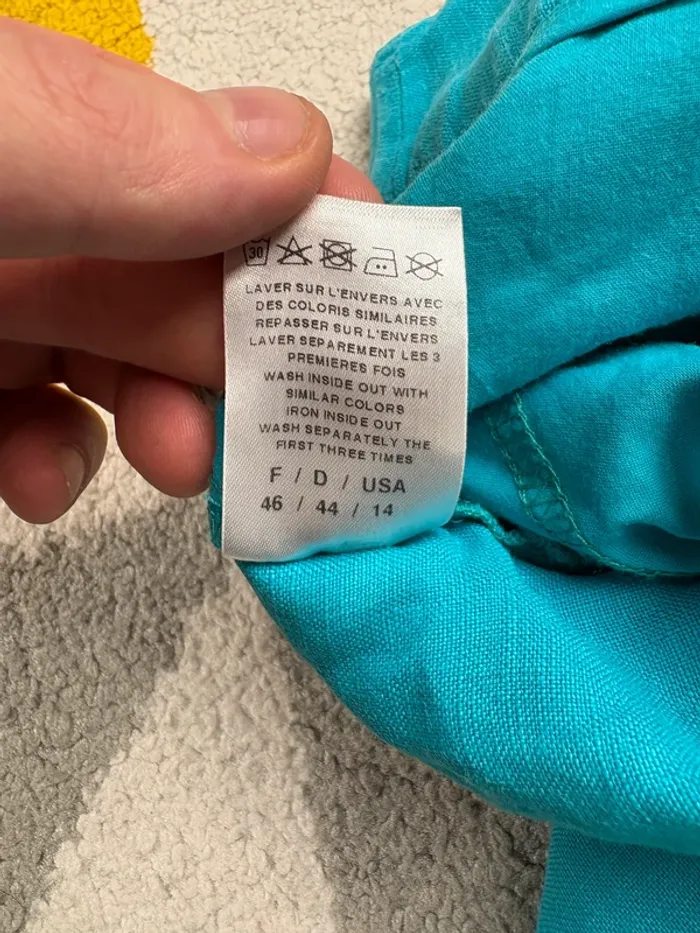 30
LAVER SUR L'ENVERS AVEC
DES COLORIS SIMILAIRES
REPASSER SUR L'ENVERS
LAVER SEPAREMENT LES 3
PREMIERES FOIS
WASH INSIDE OUT WITH
SIMILAR COLORS
IRON INSIDE OUT
WASH SEPARATELY THE
FIRST THREE TIMES
F / D / USA
46 / 44 / 14